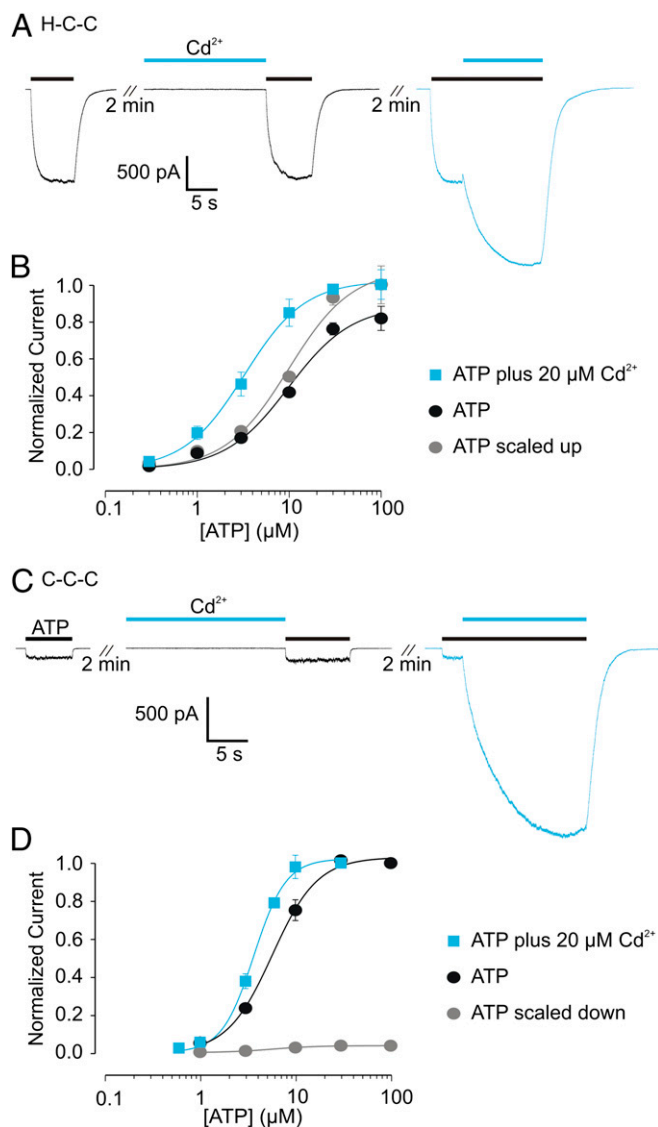 A H-C-C
Cd²⁺
2 min
2 min
500 pA
5 s
B
Normalized Current
1.0
0.8
0.6
0.4
0.2
0.0
0.1 1 10 100
[ATP] (µM)
ATP plus 20 µM Cd²⁺
ATP
ATP scaled up
C C-C-C
Cd²⁺
ATP
2 min
2 min
500 pA
5 s
D
Normalized Current
1.0
0.8
0.6
0.4
0.2
0.0
0.1 1 10 100
[ATP] (µM)
ATP plus 20 µM Cd²⁺
ATP
ATP scaled down